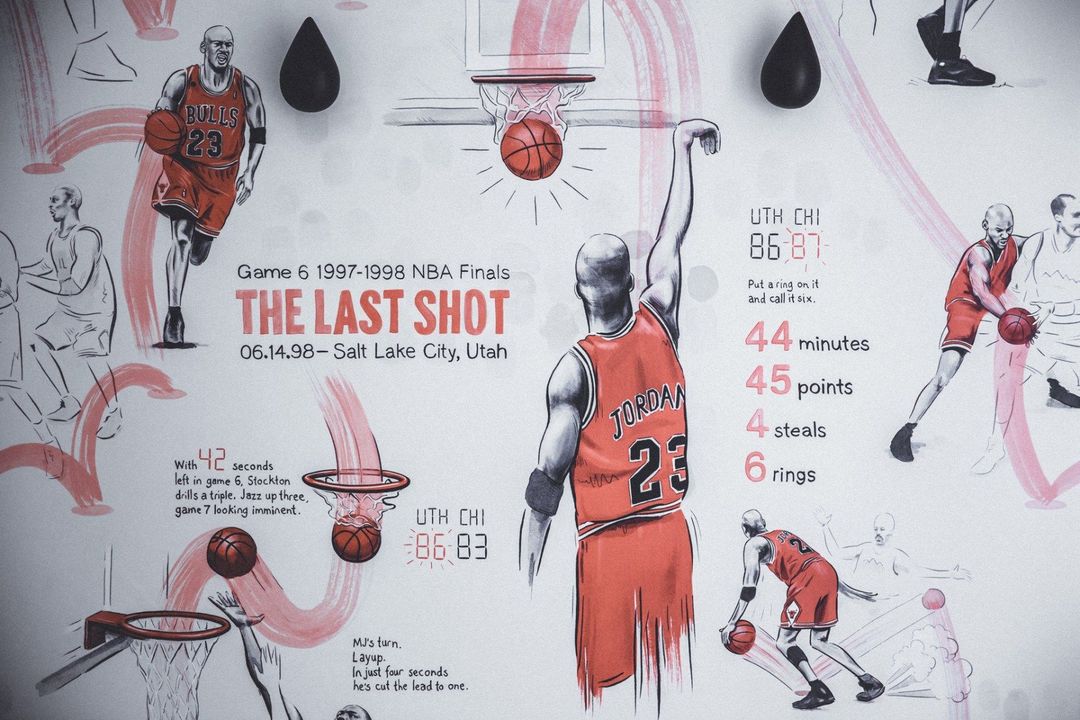 BULLS
23
Game 6 1997-1998 NBA Finals
THE LAST SHOT
06.14.98 – Salt Lake City, Utah
UTH CHI
86 87
Put a ring on it
and call it six.
44 minutes
45 points
4 steals
6 rings
JORDAN
23
With 42 seconds
left in game 6, Stockton
drills a triple. Jazz up three,
game 7 looking imminent.
UTH CHI
86 83
MJ's turn.
Layup.
In just four seconds
he's cut the lead to one.